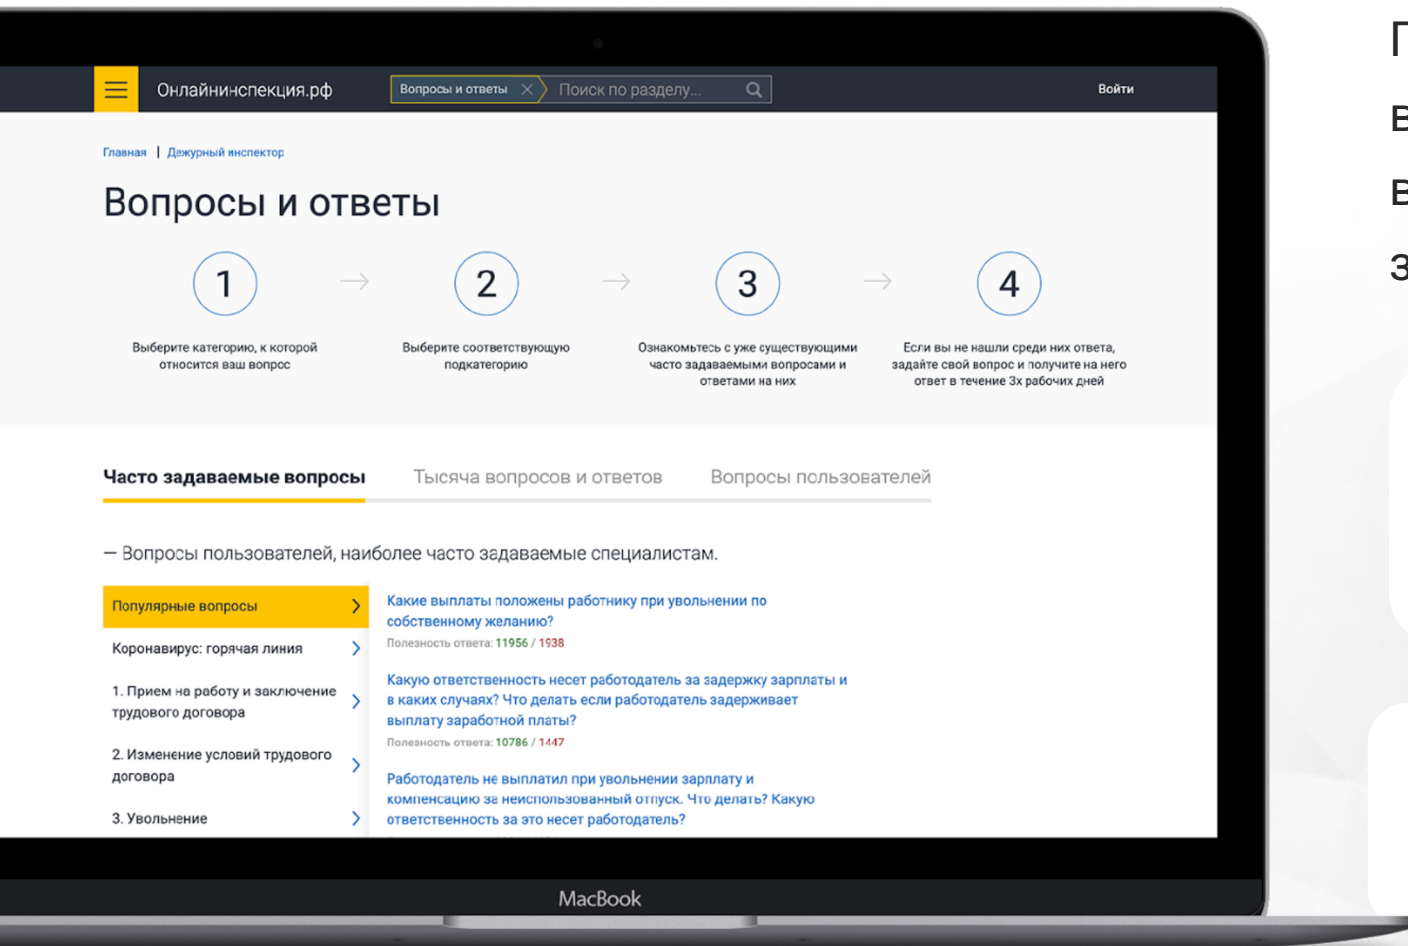 Онлайнинспекция.рф
Вопросы и ответы
Поиск по разделу...
Войти
Главная | Дежурный инспектор
Вопросы и ответы
1
2
3
4
Выберите категорию, к которой
относится ваш вопрос
Выберите соответствующую
подкатегорию
Ознакомьтесь с уже существующими
часто задаваемыми вопросами и
ответами на них
Если вы не нашли среди них ответа,
задайте свой вопрос и получите на него
ответ в течение 3х рабочих дней
Часто задаваемые вопросы
Тысяча вопросов и ответов
Вопросы пользователей
— Вопросы пользователей, наиболее часто задаваемые специалистам.
Популярные вопросы
Коронавирус: горячая линия
1. Прием на работу и заключение
трудового договора
2. Изменение условий трудового
договора
3. Увольнение
Какие выплаты положены работнику при увольнении по
собственному желанию?
Полезность ответа: 11956 / 1938
Какую ответственность несет работодатель за задержку зарплаты и
в каких случаях? Что делать если работодатель задерживает
выплату заработной платы?
Полезность ответа: 10786 / 1447
Работодатель не выплатил при увольнении зарплату и
компенсацию за неиспользованный отпуск. Что делать? Какую
ответственность за это несет работодатель?
MacBook